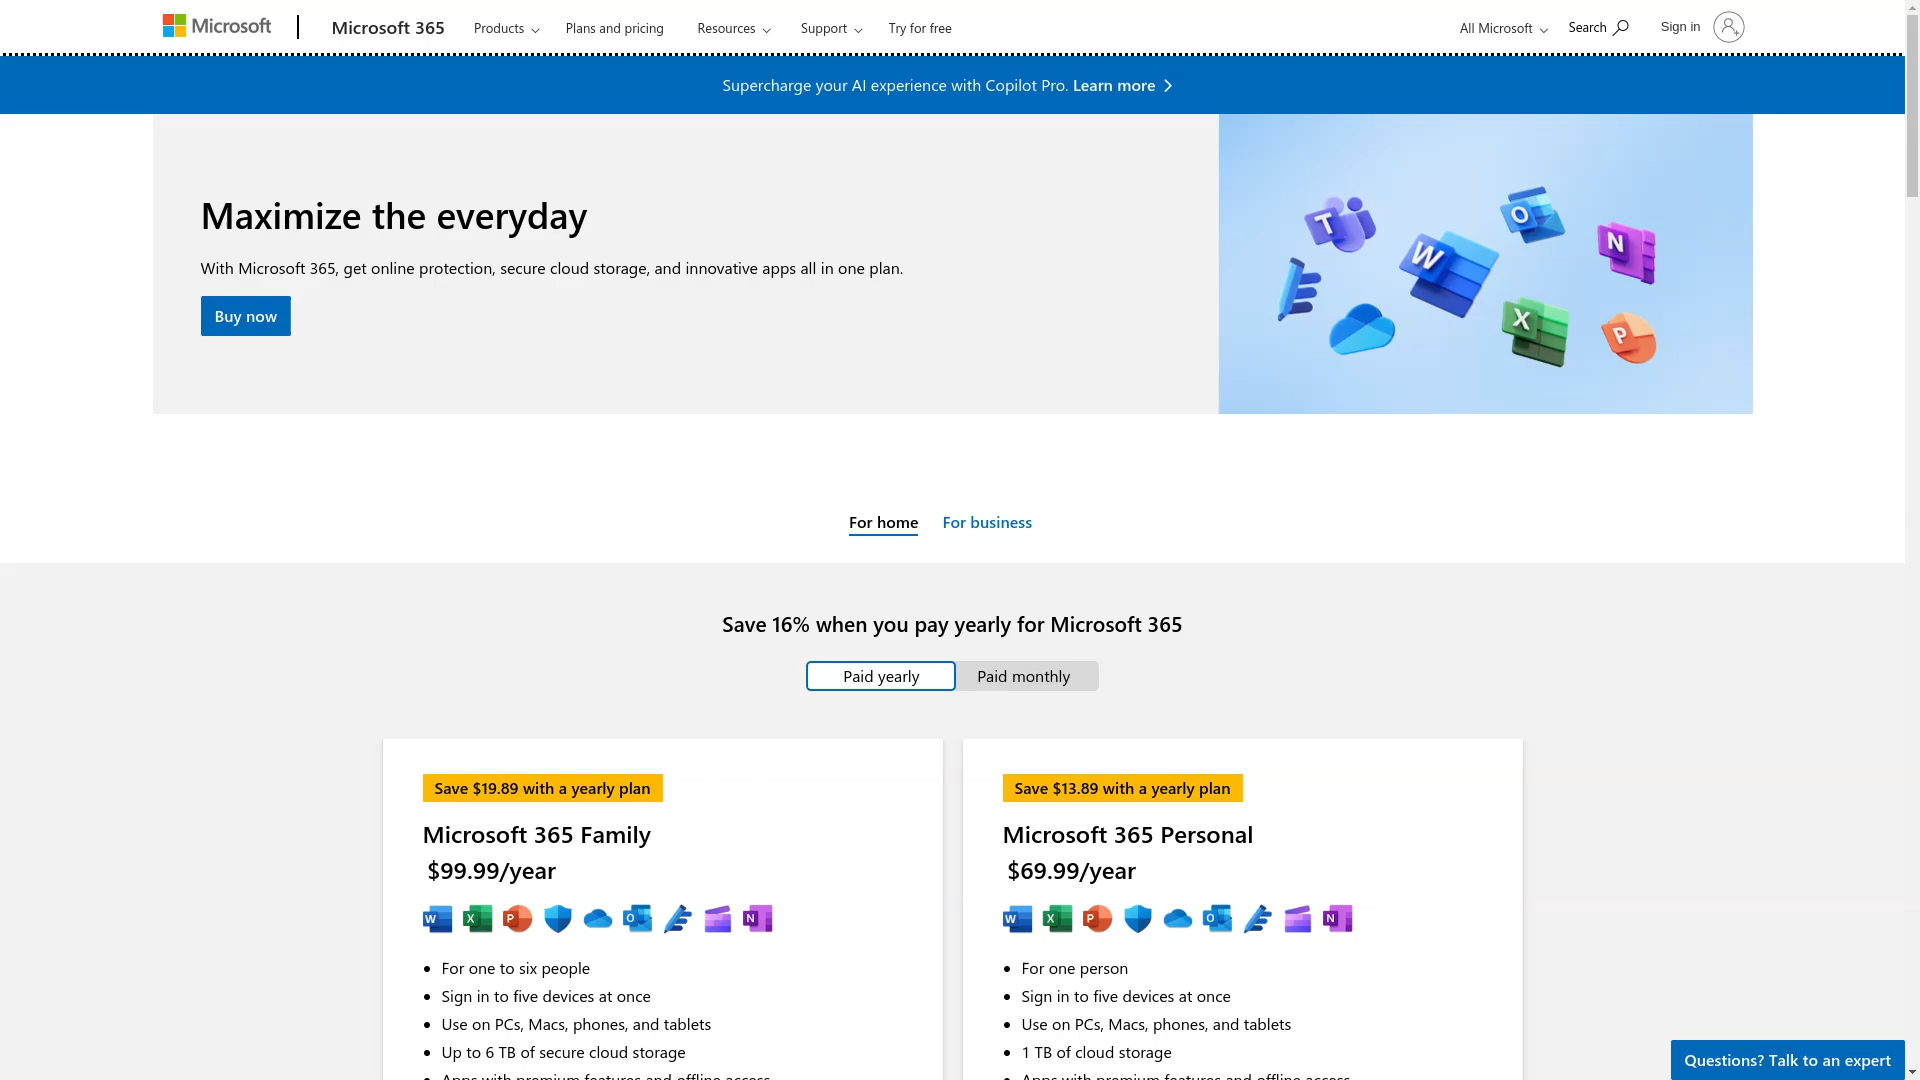 Microsoft
Microsoft 365
Products
Plans and pricing
Resources
Support
Try for free
All Microsoft
Search
Sign in
Supercharge your AI experience with Copilot Pro. Learn more
Maximize the everyday
With Microsoft 365, get online protection, secure cloud storage, and innovative apps all in one plan.
Buy now
T
W
O
N
X
P
For home
For business
Save 16% when you pay yearly for Microsoft 365
Paid yearly
Paid monthly
Save $19.89 with a yearly plan
Microsoft 365 Family
$99.99/year
W X P O N
• For one to six people
• Sign in to five devices at once
• Use on PCs, Macs, phones, and tablets
• Up to 6 TB of secure cloud storage
• Apps with premium features and offline access
Save $13.89 with a yearly plan
Microsoft 365 Personal
$69.99/year
W X P O N
• For one person
• Sign in to five devices at once
• Use on PCs, Macs, phones, and tablets
• 1 TB of cloud storage
• Apps with premium features and offline access
Questions? Talk to an expert